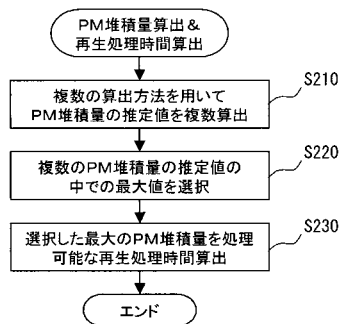 PM堆積量算出&
再生処理時間算出
S210
複数の算出方法を用いて
PM堆積量の推定値を複数算出
S220
複数のPM堆積量の推定値の
中での最大値を選択
S230
選択した最大のPM堆積量を処理
可能な再生処理時間算出
エンド